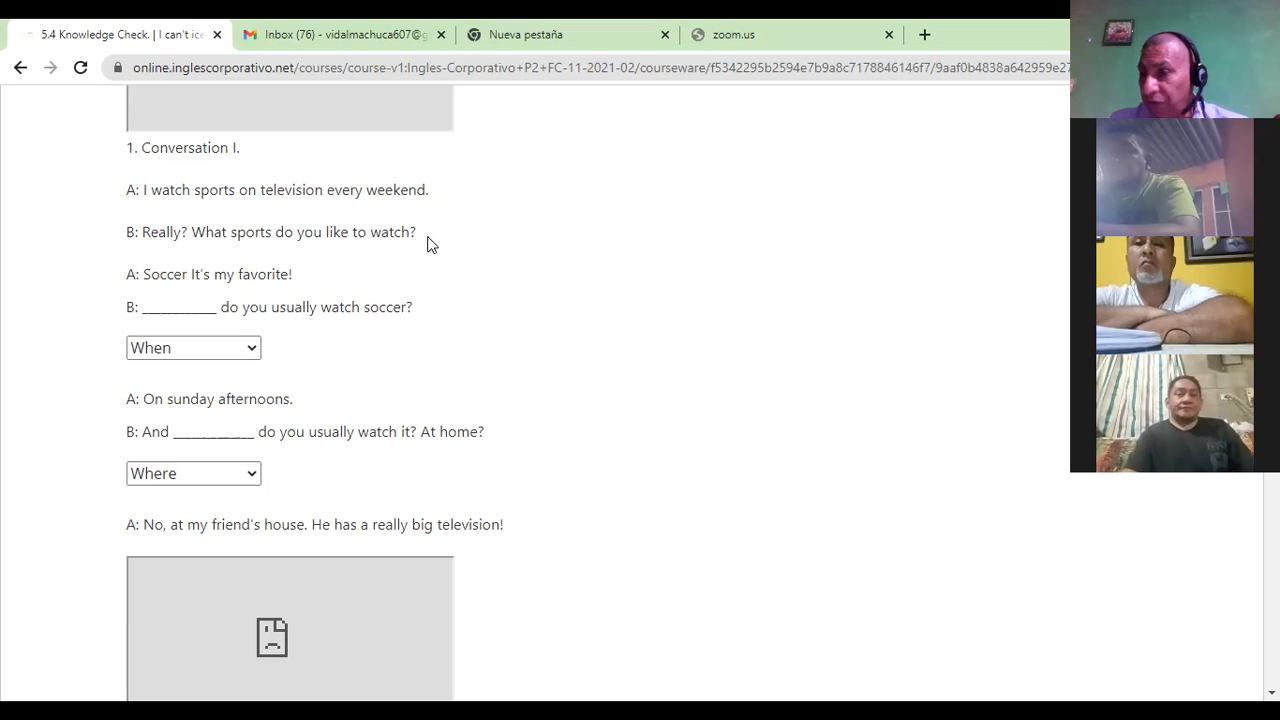 5.4 Knowledge Check. | I can't ice
Inbox (76) - vidalmachuca607@g
Nueva pestaña
zoom.us
online.inglescorporativo.net/courses/course-v1:Ingles-Corporativo+P2+FC-11-2021-02/courseware/f5342295b2594e7b9a8c7178846146f7/9aaf0b4838a642959e27
1. Conversation I.
A: I watch sports on television every weekend.
B: Really? What sports do you like to watch?
A: Soccer It's my favorite!
B: ____________ do you usually watch soccer?
When
A: On sunday afternoons.
B: And _____________ do you usually watch it? At home?
Where
A: No, at my friend's house. He has a really big television!